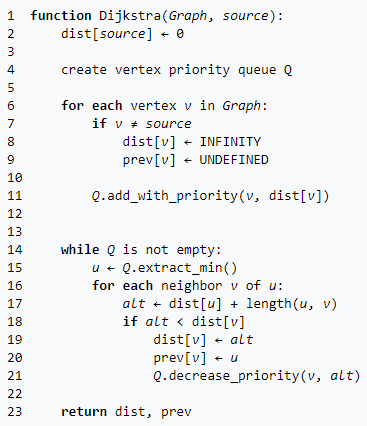 1 function Dijkstra(Graph, source):
2 dist[source] ← 0
3
4 create vertex priority queue Q
5
6 for each vertex v in Graph:
7 if v ≠ source
8 dist[v] ← INFINITY
9 prev[v] ← UNDEFINED
10
11 Q.add_with_priority(v, dist[v])
12
13
14 while Q is not empty:
15 u ← Q.extract_min()
16 for each neighbor v of u:
17 alt ← dist[u] + length(u, v)
18 if alt < dist[v]
19 dist[v] ← alt
20 prev[v] ← u
21 Q.decrease_priority(v, alt)
22
23 return dist, prev